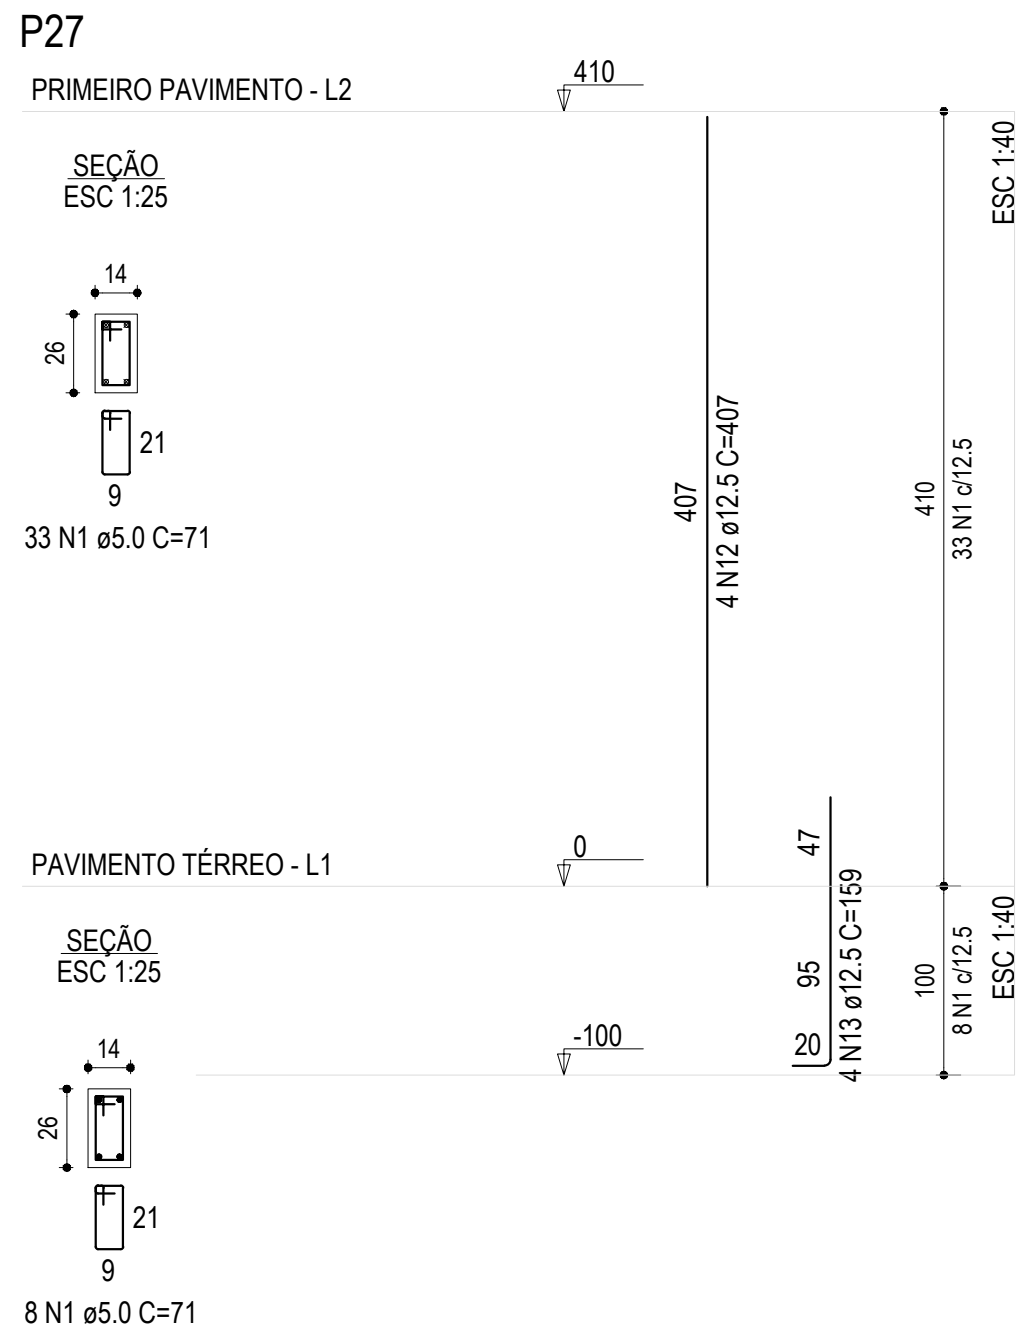 P27
PRIMEIRO PAVIMENTO - L2
410
ESC 1:40
SEÇÃO
ESC 1:25
14
26
21
9
33 N1 ø5.0 C=71
407
4 N12 ø12.5 C=407
410
33 N1 c/12.5
PAVIMENTO TÉRREO - L1
0
47
ESC 1:40
SEÇÃO
ESC 1:25
95
4 N13 ø12.5 C=159
100
8 N1 c/12.5
-100
20
14
26
21
9
8 N1 ø5.0 C=71